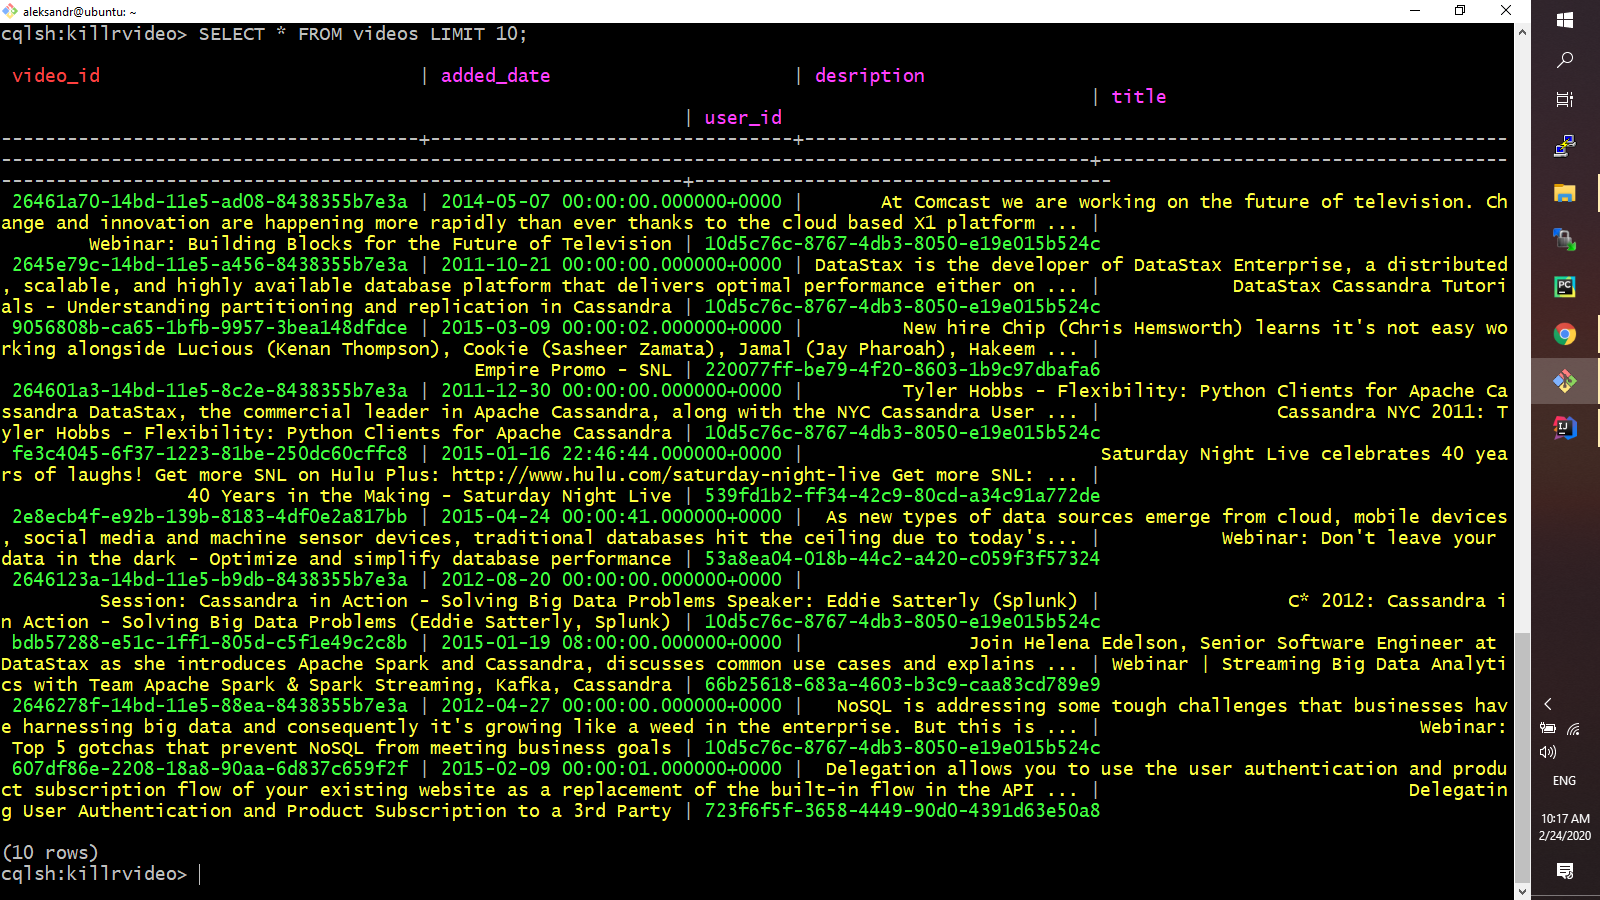 aleksandr@ubuntu: ~
cqlsh:killrvideo> SELECT * FROM videos LIMIT 10;
video_id | added_date | desription
| title
| user_id
--------------------------------------+---------------------------------+----------------------------------------------------------------
---------------------------------------------------------------------------------------------------+-------------------------------------
--------------------------------------------------------------+--------------------------------------
26461a70-14bd-11e5-ad08-8438355b7e3a | 2014-05-07 00:00:00.000000+0000 | At Comcast we are working on the future of television. Ch
ange and innovation are happening more rapidly than ever thanks to the cloud based X1 platform ... |
Webinar: Building Blocks for the Future of Television | 10d5c76c-8767-4db3-8050-e19e015b524c
2645e79c-14bd-11e5-a456-8438355b7e3a | 2011-10-21 00:00:00.000000+0000 | DataStax is the developer of DataStax Enterprise, a distributed
, scalable, and highly available database platform that delivers optimal performance either on ... | DataStax Cassandra Tutori
als - Understanding partitioning and replication in Cassandra | 10d5c76c-8767-4db3-8050-e19e015b524c
9056808b-ca65-1bfb-9957-3bea148dfdce | 2015-03-09 00:00:02.000000+0000 | New hire Chip (Chris Hemsworth) learns it's not easy wo
rking alongside Lucious (Kenan Thompson), Cookie (Sasheer Zamata), Jamal (Jay Pharoah), Hakeem ... |
Empire Promo - SNL | 220077ff-be79-4f20-8603-1b9c97dbafa6
264601a3-14bd-11e5-8c2e-8438355b7e3a | 2011-12-30 00:00:00.000000+0000 | Tyler Hobbs - Flexibility: Python Clients for Apache Ca
ssandra DataStax, the commercial leader in Apache Cassandra, along with the NYC Cassandra User ... | Cassandra NYC 2011: T
yler Hobbs - Flexibility: Python Clients for Apache Cassandra | 10d5c76c-8767-4db3-8050-e19e015b524c
fe3c4045-6f37-1223-81be-250dc60cffc8 | 2015-01-16 22:46:44.000000+0000 | Saturday Night Live celebrates 40 yea
rs of laughs! Get more SNL on Hulu Plus: http://www.hulu.com/saturday-night-live Get more SNL: ... |
40 Years in the Making - Saturday Night Live | 539fd1b2-ff34-42c9-80cd-a34c91a772de
2e8ecb4f-e92b-139b-8183-4df0e2a817bb | 2015-04-24 00:00:41.000000+0000 | As new types of data sources emerge from cloud, mobile devices
, social media and machine sensor devices, traditional databases hit the ceiling due to today's... | Webinar: Don't leave your
data in the dark - Optimize and simplify database performance | 53a8ea04-018b-44c2-a420-c059f3f57324
2646123a-14bd-11e5-b9db-8438355b7e3a | 2012-08-20 00:00:00.000000+0000 |
Session: Cassandra in Action - Solving Big Data Problems Speaker: Eddie Satterly (Splunk) | C* 2012: Cassandra i
n Action - Solving Big Data Problems (Eddie Satterly, Splunk) | 10d5c76c-8767-4db3-8050-e19e015b524c
bdb57288-e51c-1ff1-805d-c5f1e49c2c8b | 2015-01-19 08:00:00.000000+0000 | Join Helena Edelson, Senior Software Engineer at
DataStax as she introduces Apache Spark and Cassandra, discusses common use cases and explains ... | Webinar | Streaming Big Data Analyti
cs with Team Apache Spark & Spark Streaming, Kafka, Cassandra | 66b25618-683a-4603-b3c9-caa83cd789e9
2646278f-14bd-11e5-88ea-8438355b7e3a | 2012-04-27 00:00:00.000000+0000 | NoSQL is addressing some tough challenges that businesses hav
e harnessing big data and consequently it's growing like a weed in the enterprise. But this is ... | Webinar:
Top 5 gotchas that prevent NoSQL from meeting business goals | 10d5c76c-8767-4db3-8050-e19e015b524c
607df86e-2208-18a8-90aa-6d837c659f2f | 2015-02-09 00:00:01.000000+0000 | Delegation allows you to use the user authentication and produ
ct subscription flow of your existing website as a replacement of the built-in flow in the API ... | Delegatin
g User Authentication and Product Subscription to a 3rd Party | 723f6f5f-3658-4449-90d0-4391d63e50a8
(10 rows)
cqlsh:killrvideo>
PC
IJ
ENG
10:17 AM
2/24/2020